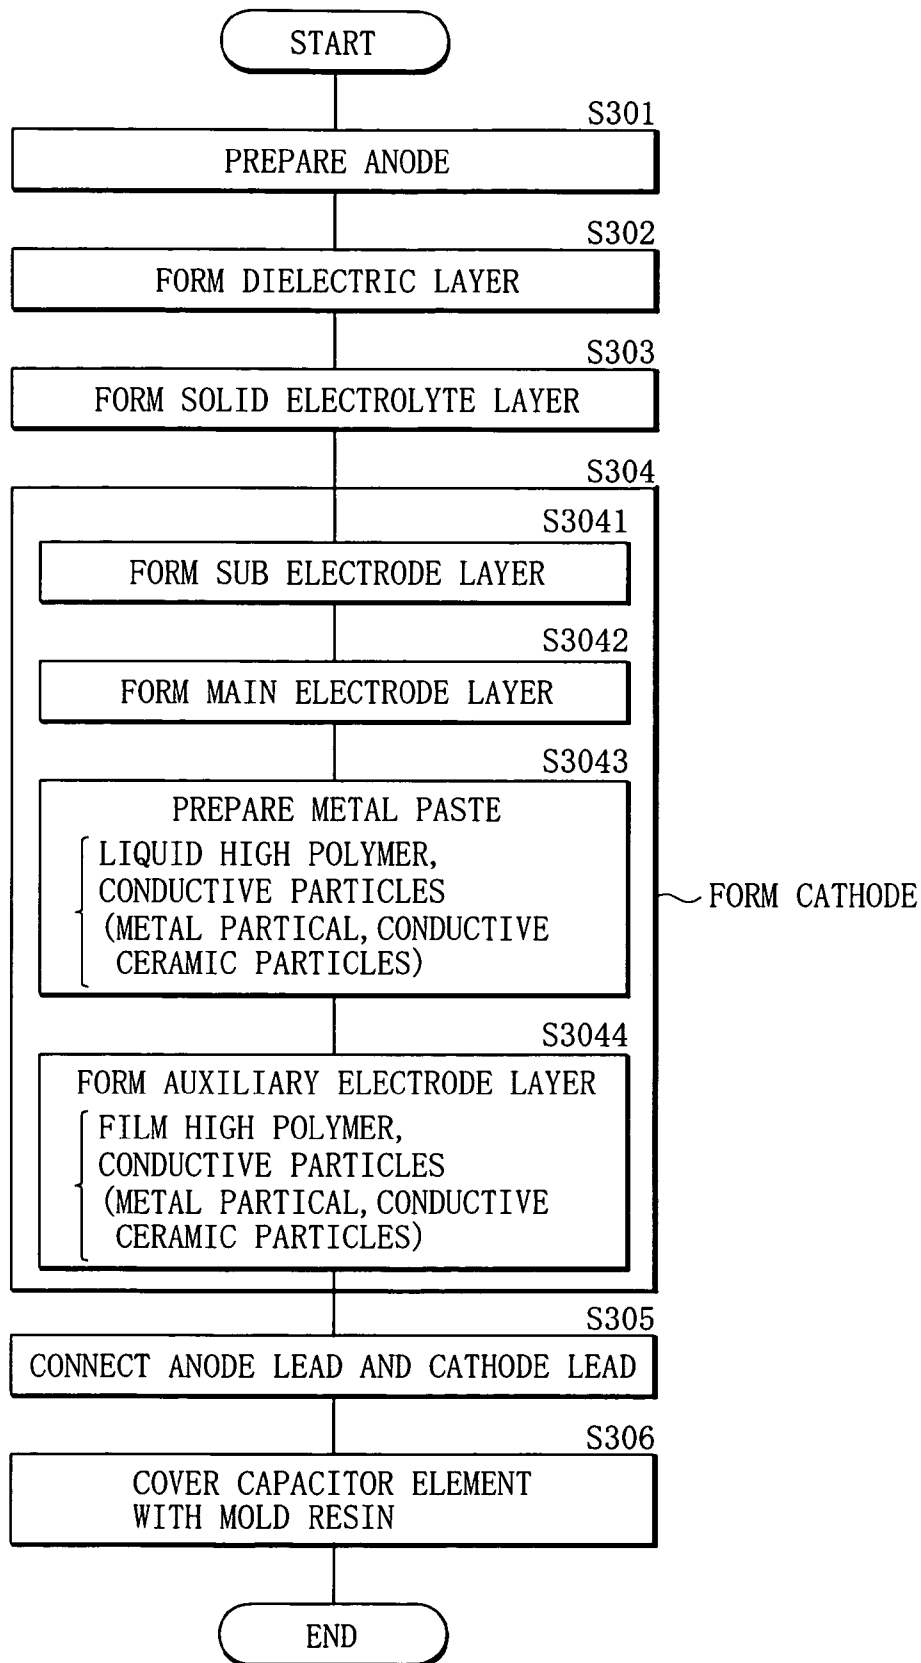 START
S301
PREPARE ANODE
S302
FORM DIELECTRIC LAYER
S303
FORM SOLID ELECTROLYTE LAYER
S304
S3041
FORM SUB ELECTRODE LAYER
S3042
FORM MAIN ELECTRODE LAYER
S3043
PREPARE METAL PASTE
LIQUID HIGH POLYMER,
CONDUCTIVE PARTICLES
(METAL PARTICAL, CONDUCTIVE
CERAMIC PARTICLES)
FORM CATHODE
S3044
FORM AUXILIARY ELECTRODE LAYER
FILM HIGH POLYMER,
CONDUCTIVE PARTICLES
(METAL PARTICAL, CONDUCTIVE
CERAMIC PARTICLES)
S305
CONNECT ANODE LEAD AND CATHODE LEAD
S306
COVER CAPACITOR ELEMENT
WITH MOLD RESIN
END